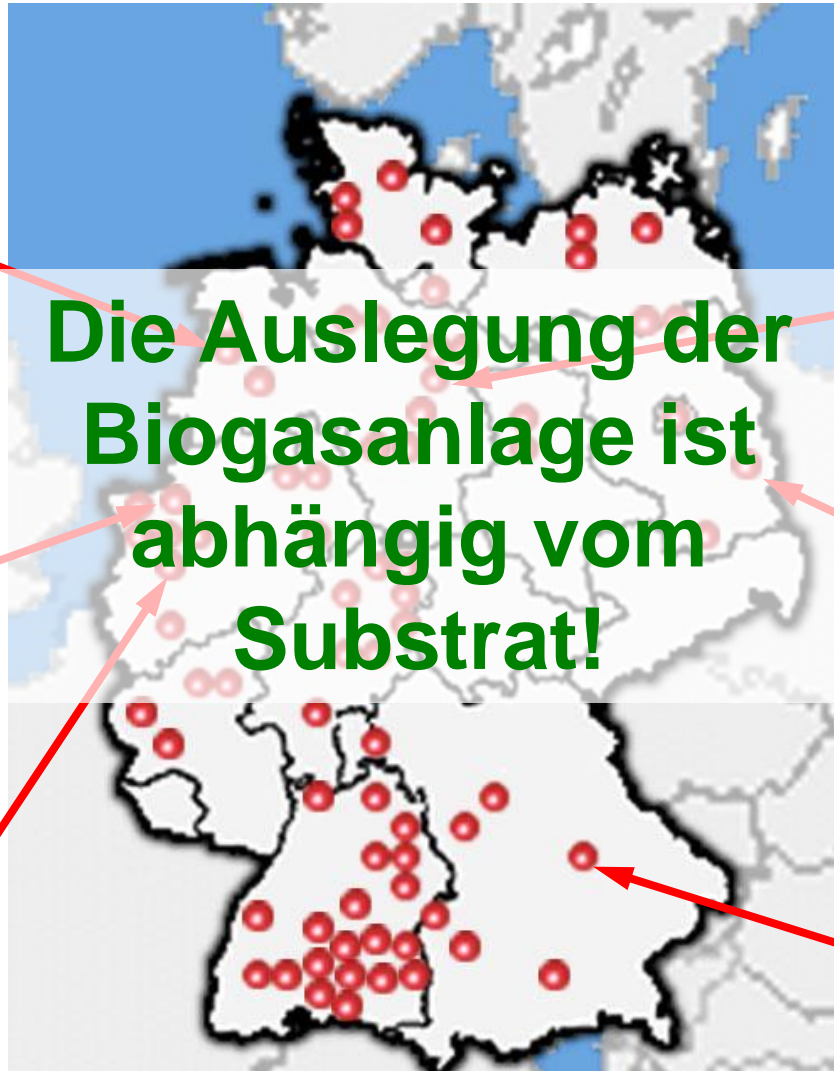 Die Auslegung der
Biogasanlage ist
abhängig vom
Substrat!